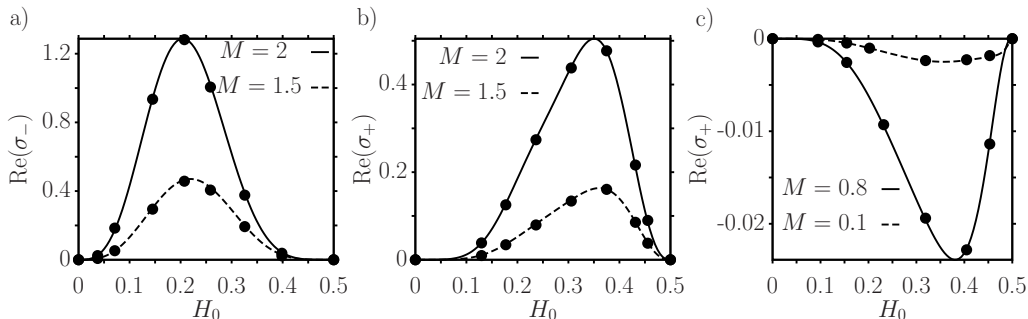 a)
Re(σ₋)
1.2
0.8
0.4
0
0 0.1 0.2 0.3 0.4 0.5
H₀
M = 2
M = 1.5
b)
Re(σ₊)
0.4
0.2
0
0 0.1 0.2 0.3 0.4 0.5
H₀
M = 2
M = 1.5
c)
Re(σ₊)
0
-0.01
-0.02
0 0.1 0.2 0.3 0.4 0.5
H₀
M = 0.8
M = 0.1